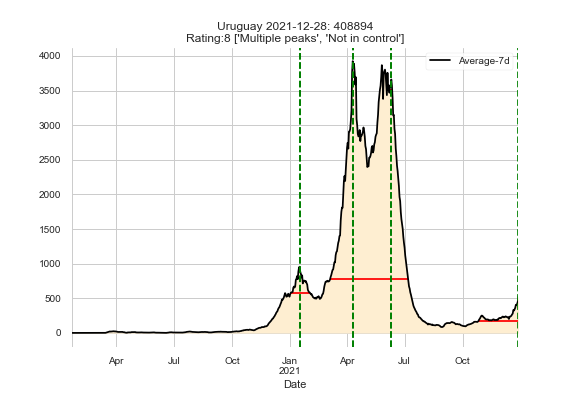 Uruguay 2021-12-28: 408894
Rating:8 ['Multiple peaks', 'Not in control']
Average-7d
4000
3500
3000
2500
2000
1500
1000
500
0
Apr Jul Oct Jan Apr Jul Oct
2021
Date